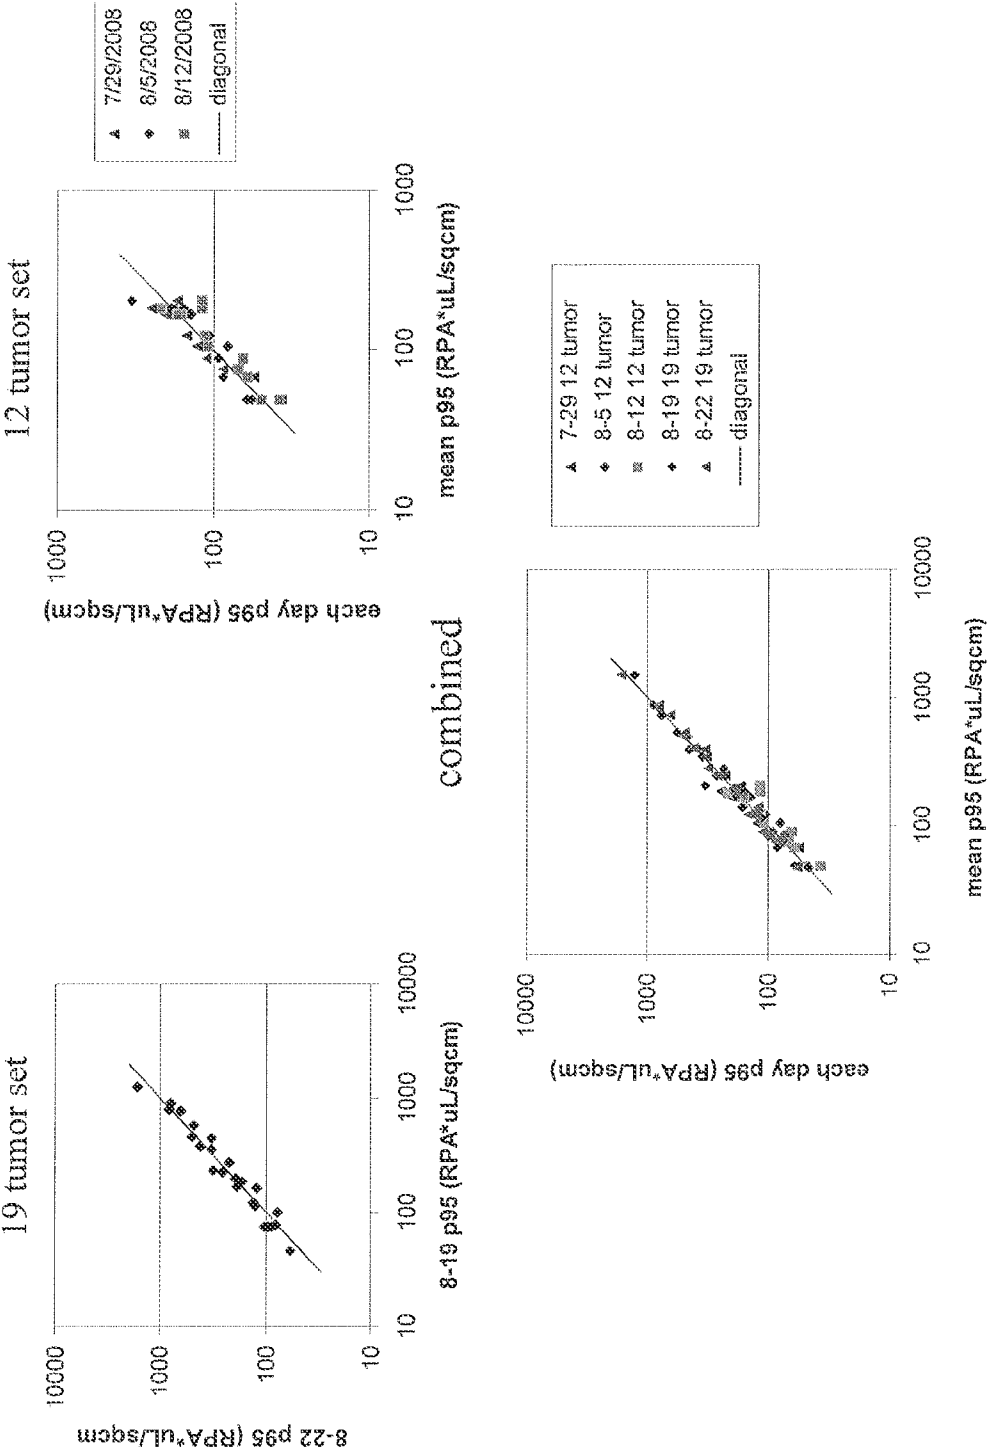 19 tumor set
10000
1000
100
10
10
100
1000
10000
8-22 p95 (RPA*uL/sqcm)
8-19 p95 (RPA*uL/sqcm)
12 tumor set
1000
100
10
10
100
1000
each day p95 (RPA*uL/sqcm)
mean p95 (RPA*uL/sqcm)
7/29/2008
8/5/2008
8/12/2008
diagonal
combined
10000
1000
100
10
10
100
1000
10000
each day p95 (RPA*uL/sqcm)
mean p95 (RPA*uL/sqcm)
7-29 12 tumor
8-5 12 tumor
8-12 12 tumor
8-19 19 tumor
8-22 19 tumor
diagonal